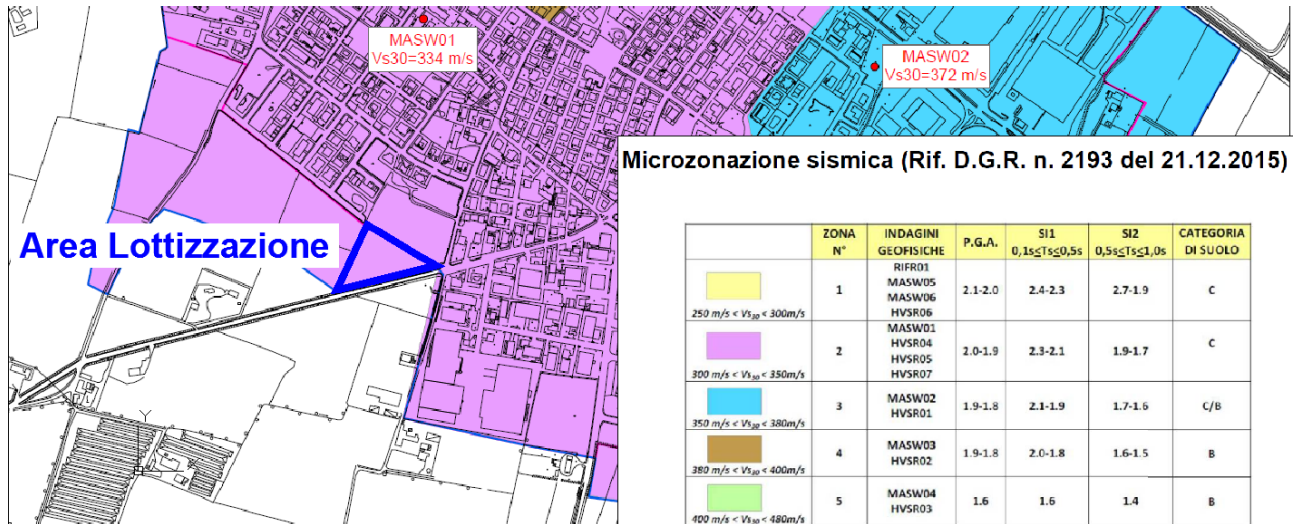 MASW01
Vs30=334 m/s
MASW02
Vs30=372 m/s
Microzonazione sismica (Rif. D.G.R. n. 2193 del 21.12.2015)
Area Lottizzazione
ZONA N° INDAGINI GEOFISICHE P.G.A. SI1 0,1s≤Ts≤0,5s SI2 0,5s≤Ts≤1,0s CATEGORIA DI SUOLO
250 m/s < Vs30 < 300m/s 1 RIFR01 MASW05 MASW06 HVSR06 2.1-2.0 2.4-2.3 2.7-1.9 C
300 m/s < Vs30 < 350m/s 2 MASW01 HVSR04 HVSR05 HVSR07 2.0-1.9 2.3-2.1 1.9-1.7 C
350 m/s < Vs30 < 380m/s 3 MASW02 HVSR01 1.9-1.8 2.1-1.9 1.7-1.6 C/B
380 m/s < Vs30 < 400m/s 4 MASW03 HVSR02 1.9-1.8 2.0-1.8 1.6-1.5 B
400 m/s < Vs30 < 480m/s 5 MASW04 HVSR03 1.6 1.6 1.4 B